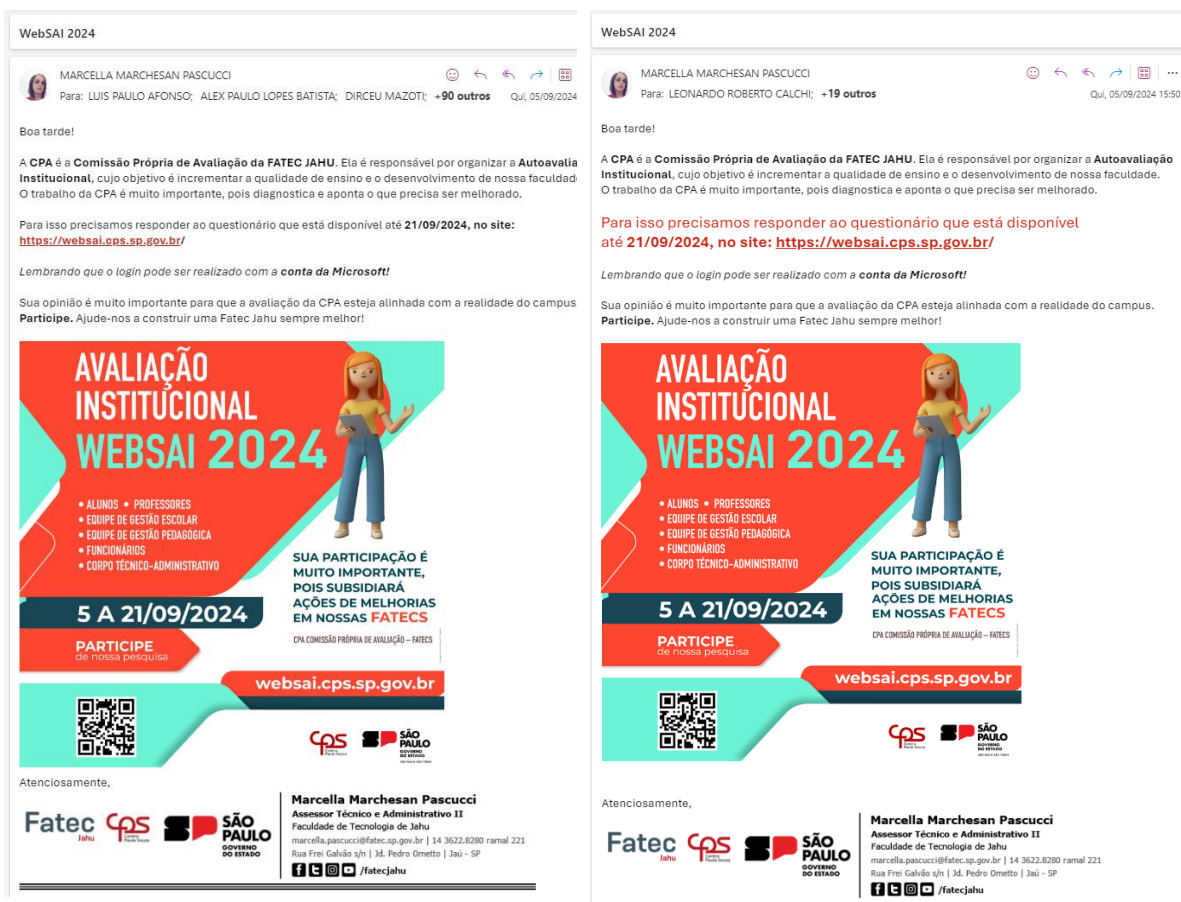 WebSAI 2024
MARCELLA MARCHESAN PASCUCCI
Para: LUIS PAULO AFONSO; ALEX PAULO LOPES BATISTA; DIRCEU MAZOTI; +90 outros Qui, 05/09/2024
Boa tarde!
A CPA é a Comissão Própria de Avaliação da FATEC JAHU. Ela é responsável por organizar a Autoavalia
Institucional, cujo objetivo é incrementar a qualidade de ensino e o desenvolvimento de nossa faculdad
O trabalho da CPA é muito importante, pois diagnostica e aponta o que precisa ser melhorado.
Para isso precisamos responder ao questionário que está disponível até 21/09/2024, no site:
https://websai.cps.sp.gov.br/
Lembrando que o login pode ser realizado com a conta da Microsoft!
Sua opinião é muito importante para que a avaliação da CPA esteja alinhada com a realidade do campus
Participe. Ajude-nos a construir uma Fatec Jahu sempre melhor!
AVALIAÇÃO
INSTITUCIONAL
WEBSAI 2024
• ALUNOS • PROFESSORES
• EQUIPE DE GESTÃO ESCOLAR
• EQUIPE DE GESTÃO PEDAGÓGICA
• FUNCIONÁRIOS
• CORPO TÉCNICO-ADMINISTRATIVO
SUA PARTICIPAÇÃO É
MUITO IMPORTANTE,
POIS SUBSIDIARÁ
AÇÕES DE MELHORIAS
EM NOSSAS FATECS
CPA COMISSÃO PRÓPRIA DE AVALIAÇÃO – FATECS
5 A 21/09/2024
PARTICIPE
de nossa pesquisa
websai.cps.sp.gov.br
CPS
Centro
Paula Souza
SÃO
PAULO
GOVERNO
DO ESTADO
Atenciosamente,
Fatec
Jahu
CPS
Centro
Paula Souza
SÃO
PAULO
GOVERNO
DO ESTADO
Marcella Marchesan Pascucci
Assessor Técnico e Administrativo II
Faculdade de Tecnologia de Jahu
marcella.pascucci@fatec.sp.gov.br | 14 3622.8280 ramal 221
Rua Frei Galvão s/n | Jd. Pedro Ometto | Jaú - SP
/fatecjahu
WebSAI 2024
MARCELLA MARCHESAN PASCUCCI
Para: LEONARDO ROBERTO CALCHI; +19 outros
Qui, 05/09/2024 15:50
Boa tarde!
A CPA é a Comissão Própria de Avaliação da FATEC JAHU. Ela é responsável por organizar a Autoavaliação
Institucional, cujo objetivo é incrementar a qualidade de ensino e o desenvolvimento de nossa faculdade.
O trabalho da CPA é muito importante, pois diagnostica e aponta o que precisa ser melhorado.
Para isso precisamos responder ao questionário que está disponível
até 21/09/2024, no site: https://websai.cps.sp.gov.br/
Lembrando que o login pode ser realizado com a conta da Microsoft!
Sua opinião é muito importante para que a avaliação da CPA esteja alinhada com a realidade do campus.
Participe. Ajude-nos a construir uma Fatec Jahu sempre melhor!
AVALIAÇÃO
INSTITUCIONAL
WEBSAI 2024
• ALUNOS • PROFESSORES
• EQUIPE DE GESTÃO ESCOLAR
• EQUIPE DE GESTÃO PEDAGÓGICA
• FUNCIONÁRIOS
• CORPO TÉCNICO-ADMINISTRATIVO
SUA PARTICIPAÇÃO É
MUITO IMPORTANTE,
POIS SUBSIDIARÁ
AÇÕES DE MELHORIAS
EM NOSSAS FATECS
CPA COMISSÃO PRÓPRIA DE AVALIAÇÃO – FATECS
5 A 21/09/2024
PARTICIPE
de nossa pesquisa
websai.cps.sp.gov.br
CPS
Centro
Paula Souza
SÃO
PAULO
GOVERNO
DO ESTADO
Atenciosamente,
Fatec
Jahu
CPS
Centro
Paula Souza
SÃO
PAULO
GOVERNO
DO ESTADO
Marcella Marchesan Pascucci
Assessor Técnico e Administrativo II
Faculdade de Tecnologia de Jahu
marcella.pascucci@fatec.sp.gov.br | 14 3622.8280 ramal 221
Rua Frei Galvão s/n | Jd. Pedro Ometto | Jaú - SP
/fatecjahu